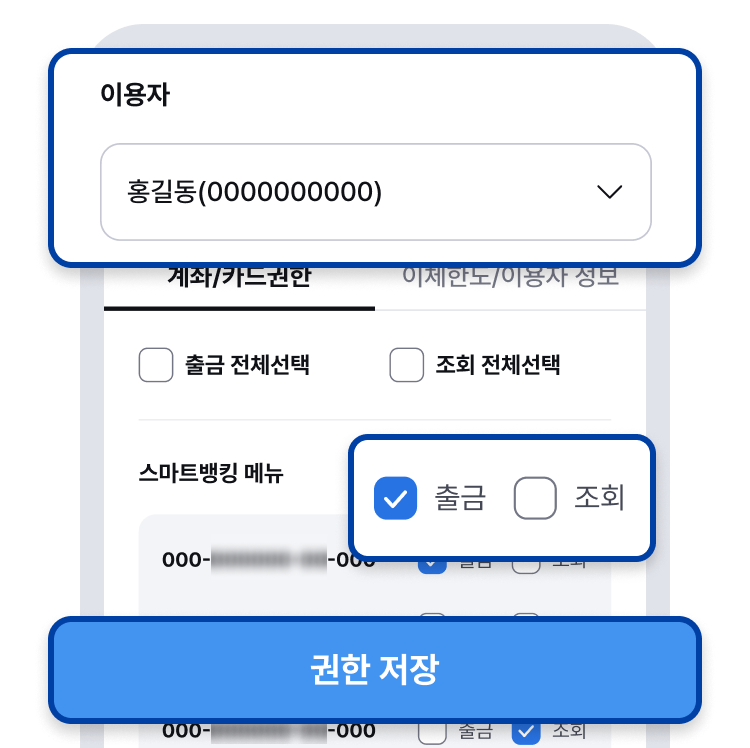 이용자
홍길동(0000000000)
계좌/카드권한 이체한도/이용자 정보
출금 전체선택 조회 전체선택
스마트뱅킹 메뉴
출금 조회
000- -000 출금 조회
권한 저장
000- -000 출금 조회